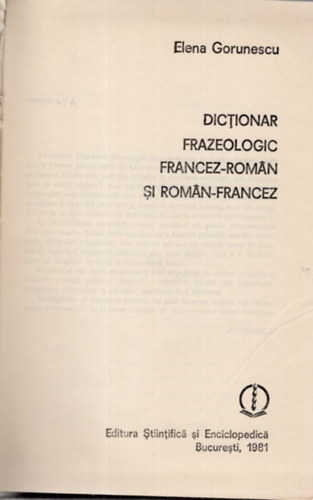 Elena Gorunescu
DICȚIONAR
FRAZEOLOGIC
FRANCEZ-ROMÂN
ȘI ROMÂN-FRANCEZ
Editura Științifică și Enciclopedică
București, 1981